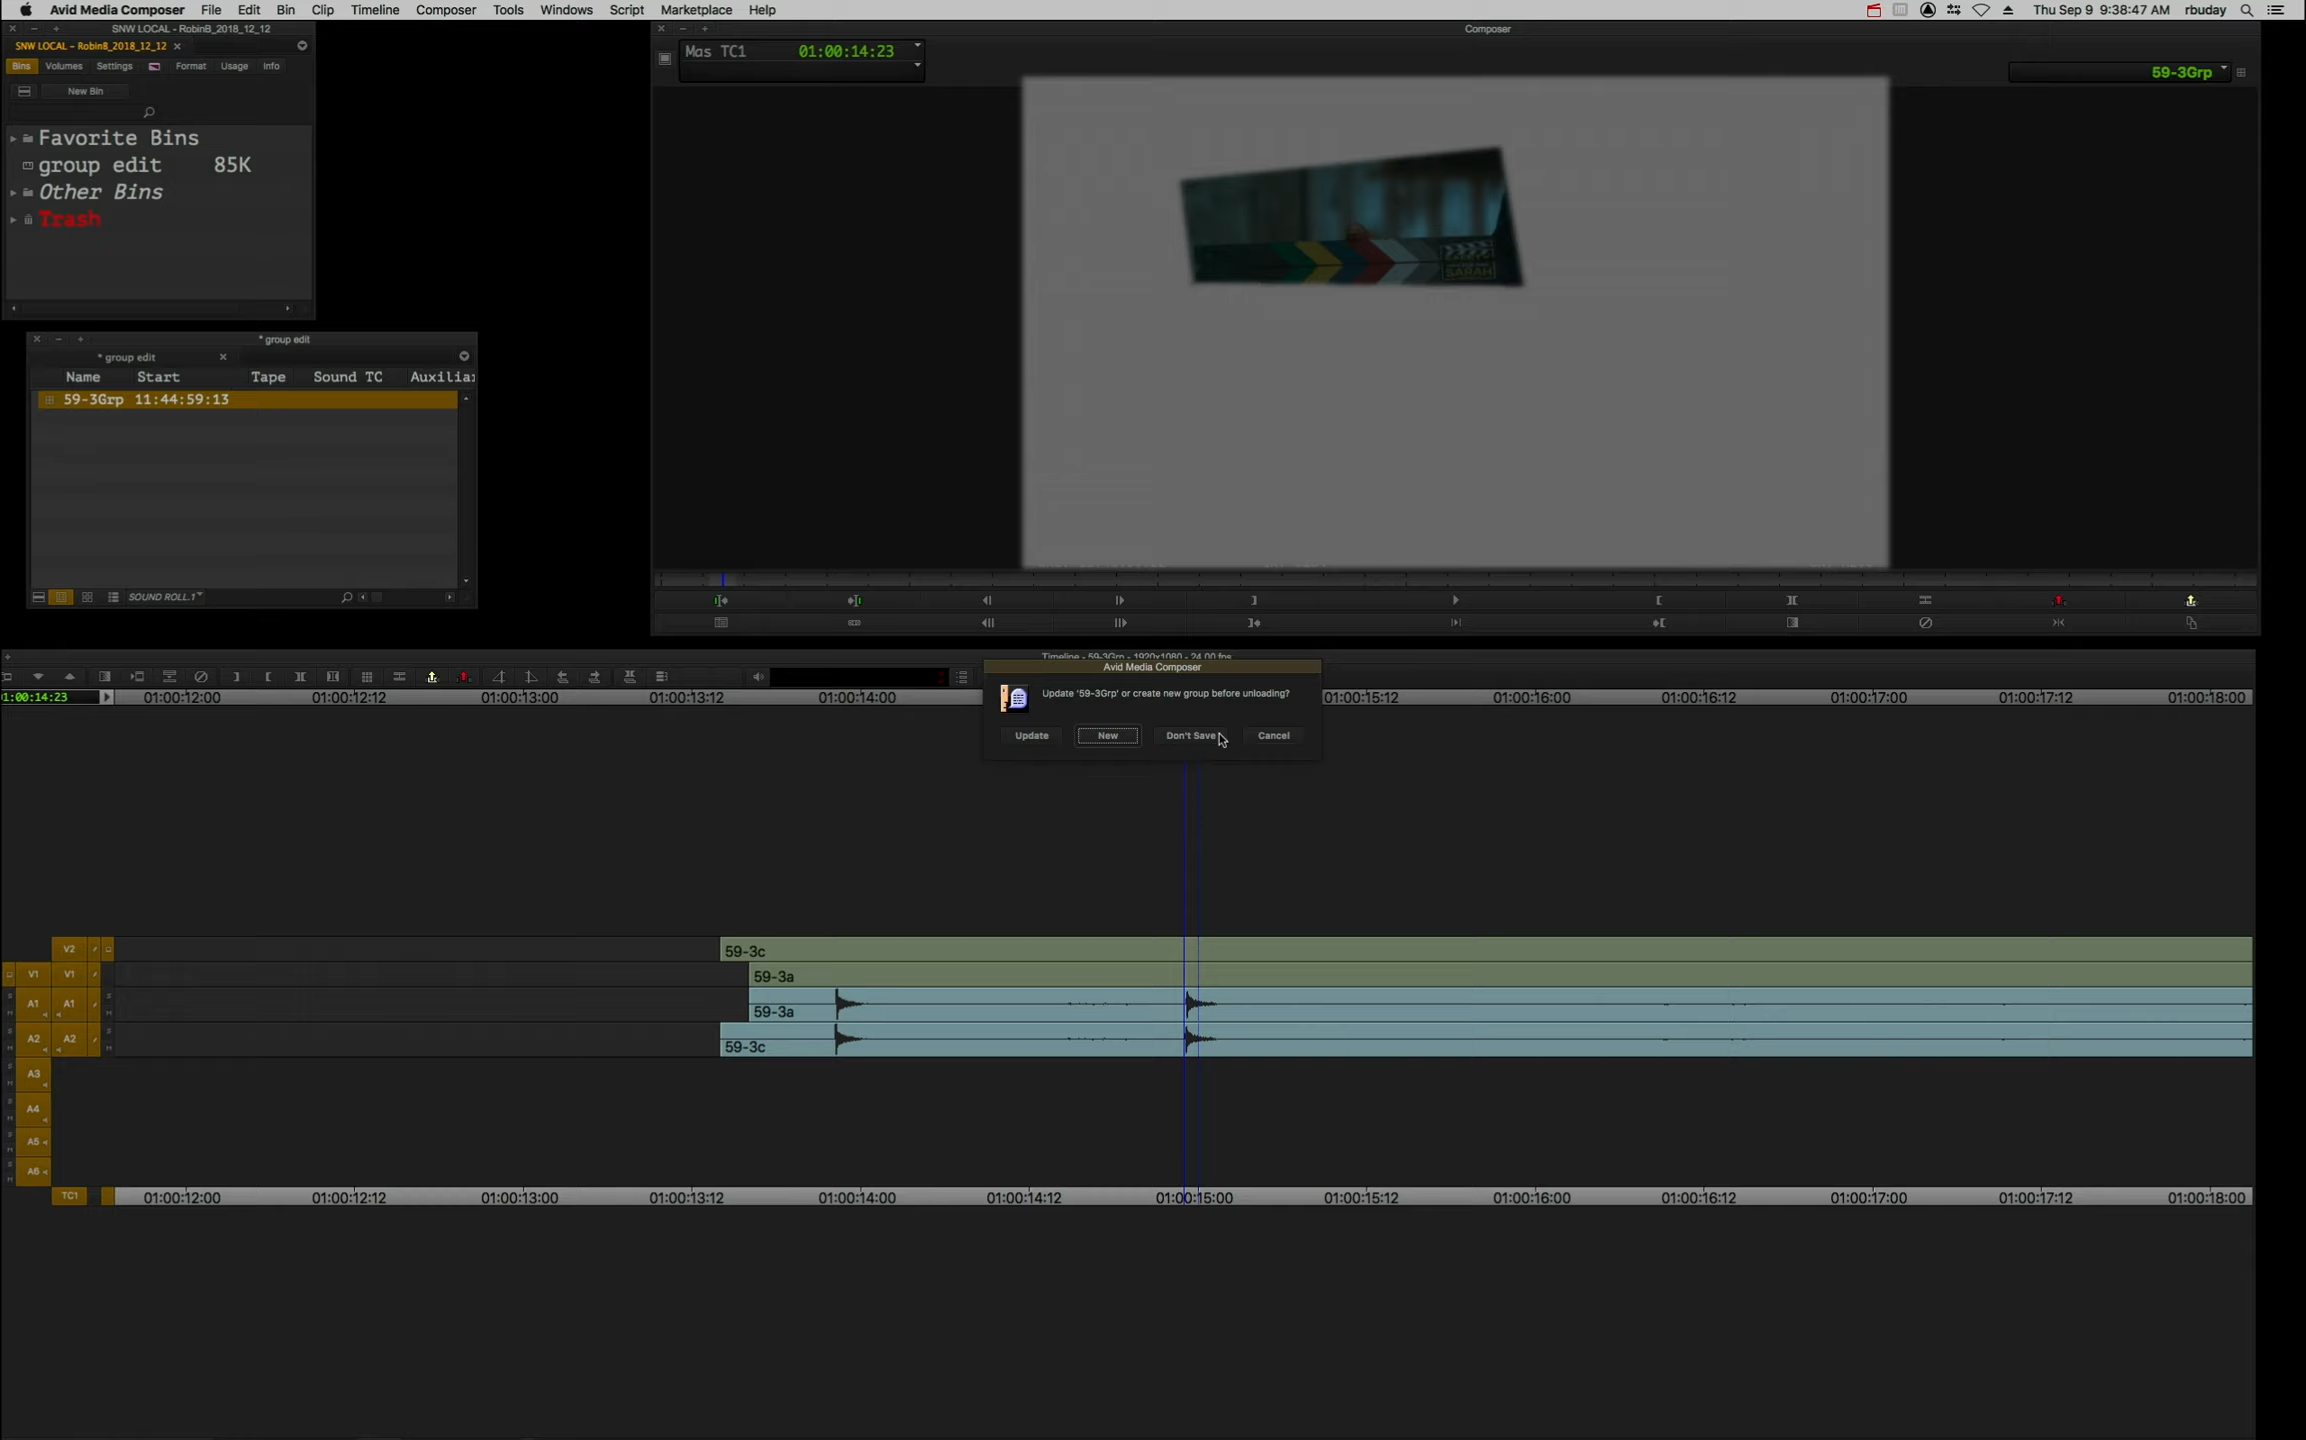 Avid Media Composer File Edit Bin Clip Timeline Composer Tools Windows Script Marketplace Help
Thu Sep 9 9:38:47 AM rbuday
SNW LOCAL - RobinB_2018_12_12
SNW LOCAL - RobinB_2018_12_12
Bins Volumes Settings Format Usage Info
New Bin
Favorite Bins
group edit 85K
Other Bins
Trash
* group edit
* group edit
Name Start Tape Sound TC Auxilia
59-3Grp 11:44:59:13
SOUND ROLL.1
Composer
Mas TC1 01:00:14:23
59-3Grp
SARAH
Timeline - 59-3Grp - 1920x1080 - 24.00 fps
Avid Media Composer
Update '59-3Grp' or create new group before unloading?
Update New Don't Save Cancel
1:00:14:23 01:00:12:00 01:00:12:12 01:00:13:00 01:00:13:12 01:00:14:00 01:00:15:12 01:00:16:00 01:00:16:12 01:00:17:00 01:00:17:12 01:00:18:00
V2 59-3c
V1 V1 59-3a
A1 A1 59-3a
A2 A2 59-3c
A3
A4
A5
A6
TC1 01:00:12:00 01:00:12:12 01:00:13:00 01:00:13:12 01:00:14:00 01:00:14:12 01:00:15:00 01:00:15:12 01:00:16:00 01:00:16:12 01:00:17:00 01:00:17:12 01:00:18:00